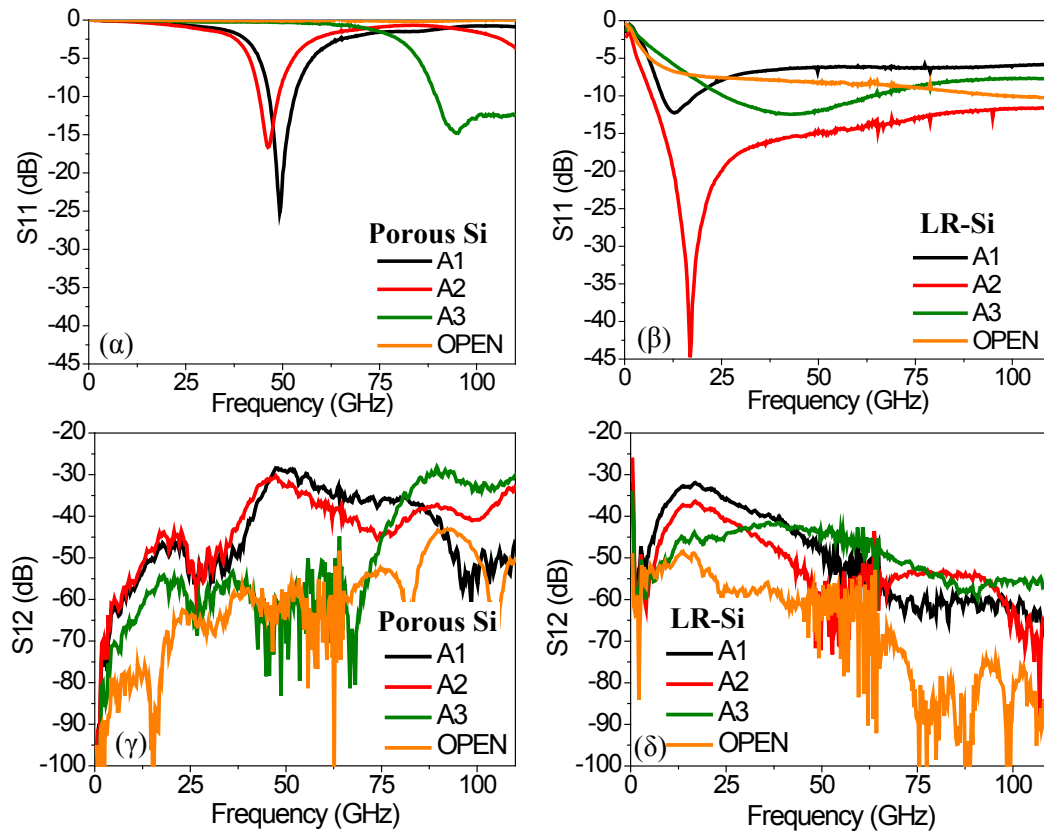 0
-5
-10
-15
-20
-25
-30
-35
-40
-45
S11 (dB)
Porous Si
A1
A2
A3
OPEN
(α)
0 25 50 75 100
Frequency (GHz)
0
-5
-10
-15
-20
-25
-30
-35
-40
-45
S11 (dB)
LR-Si
A1
A2
A3
OPEN
(β)
0 25 50 75 100
Frequency (GHz)
-20
-30
-40
-50
-60
-70
-80
-90
-100
S12 (dB)
Porous Si
A1
A2
A3
OPEN
(γ)
0 25 50 75 100
Frequency (GHz)
-20
-30
-40
-50
-60
-70
-80
-90
-100
S12 (dB)
LR-Si
A1
A2
A3
OPEN
(δ)
0 25 50 75 100
Frequency (GHz)